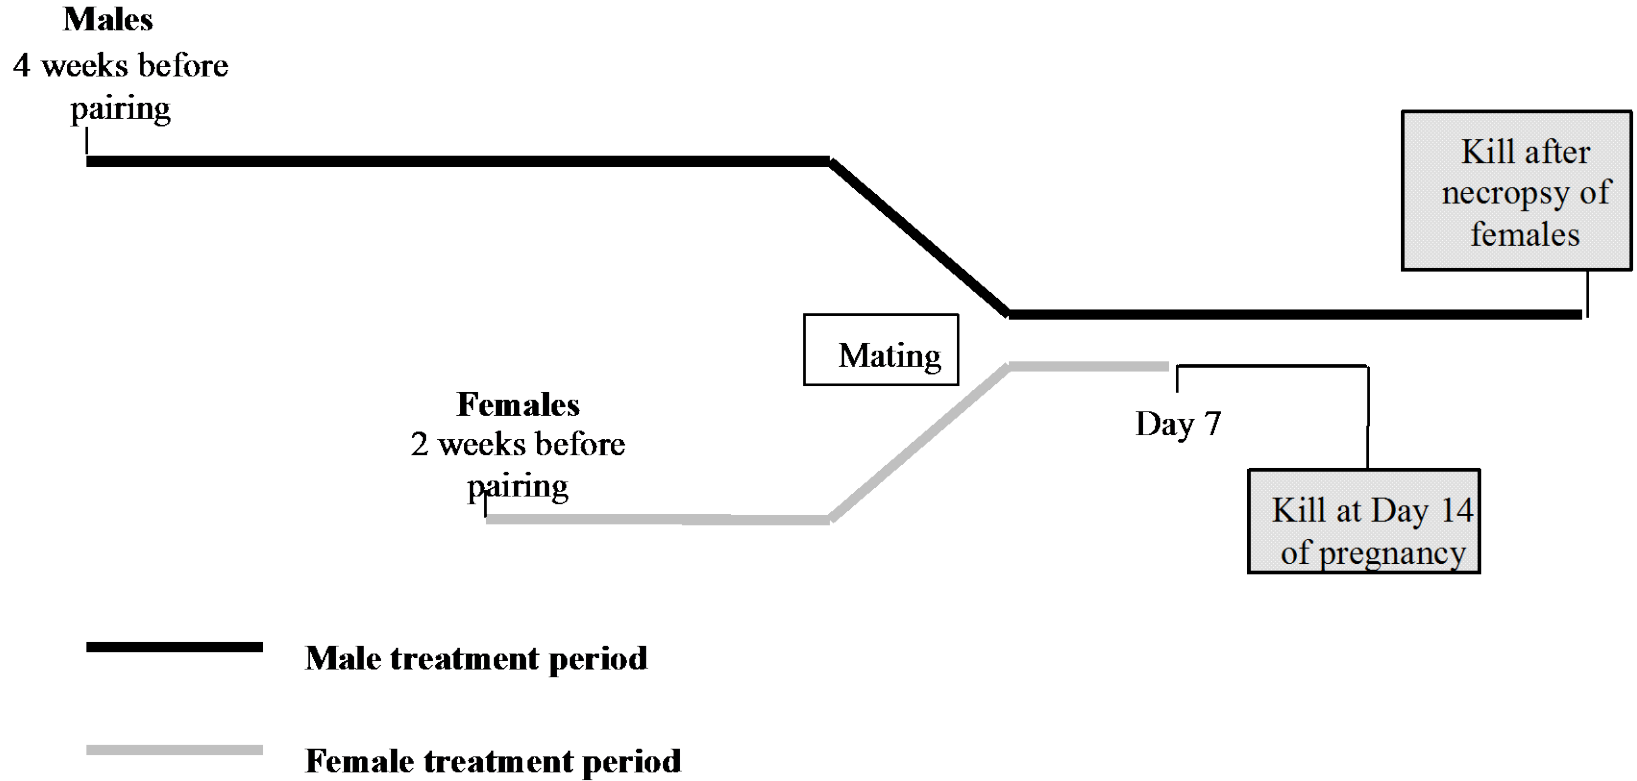 Males
4 weeks before
pairing
Kill after
necropsy of
females
Mating
Females
2 weeks before
pairing
Day 7
Kill at Day 14
of pregnancy
Male treatment period
Female treatment period